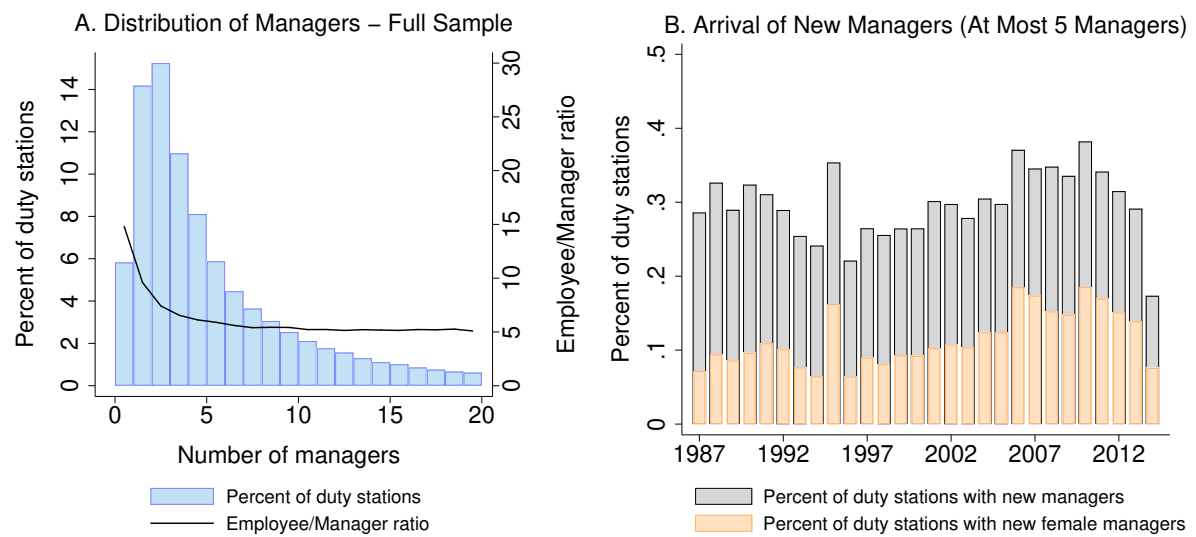 A. Distribution of Managers – Full Sample
Percent of duty stations
0 2 4 6 8 10 12 14
0 5 10 15 20 25 30
Employee/Manager ratio
0 5 10 15 20
Number of managers
Percent of duty stations
Employee/Manager ratio
B. Arrival of New Managers (At Most 5 Managers)
Percent of duty stations
0 .1 .2 .3 .4 .5
1987 1992 1997 2002 2007 2012
Percent of duty stations with new managers
Percent of duty stations with new female managers